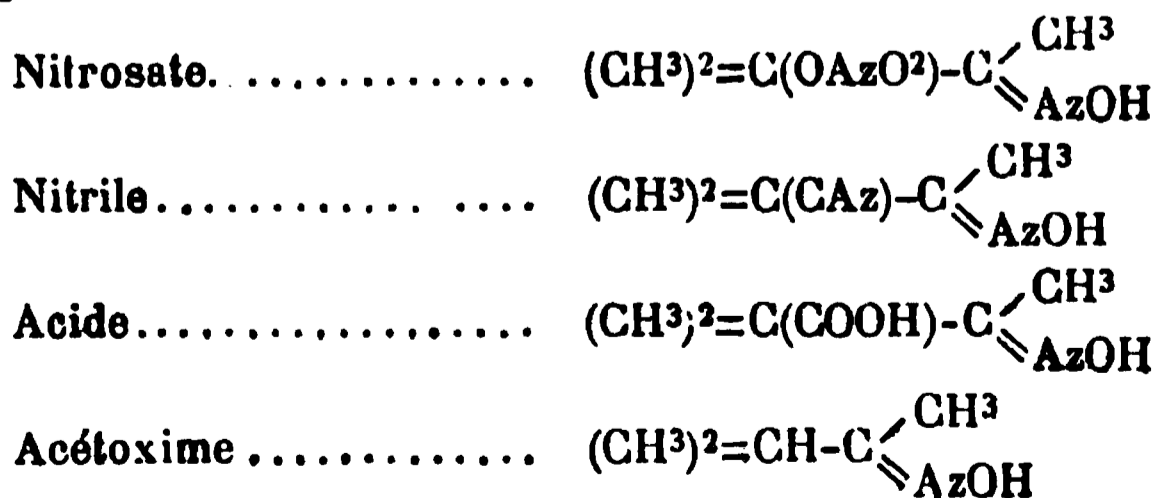 CH³
Nitrosate. .............. (CH³)²=C(OAzO²)-C
AzOH
CH³
Nitrile............ .... (CH³)²=C(CAz)-C
AzOH
CH³
Acide.................. (CH³;²=C(COOH)-C
AzOH
CH³
Acétoxime ............. (CH³)²=CH-C
AzOH